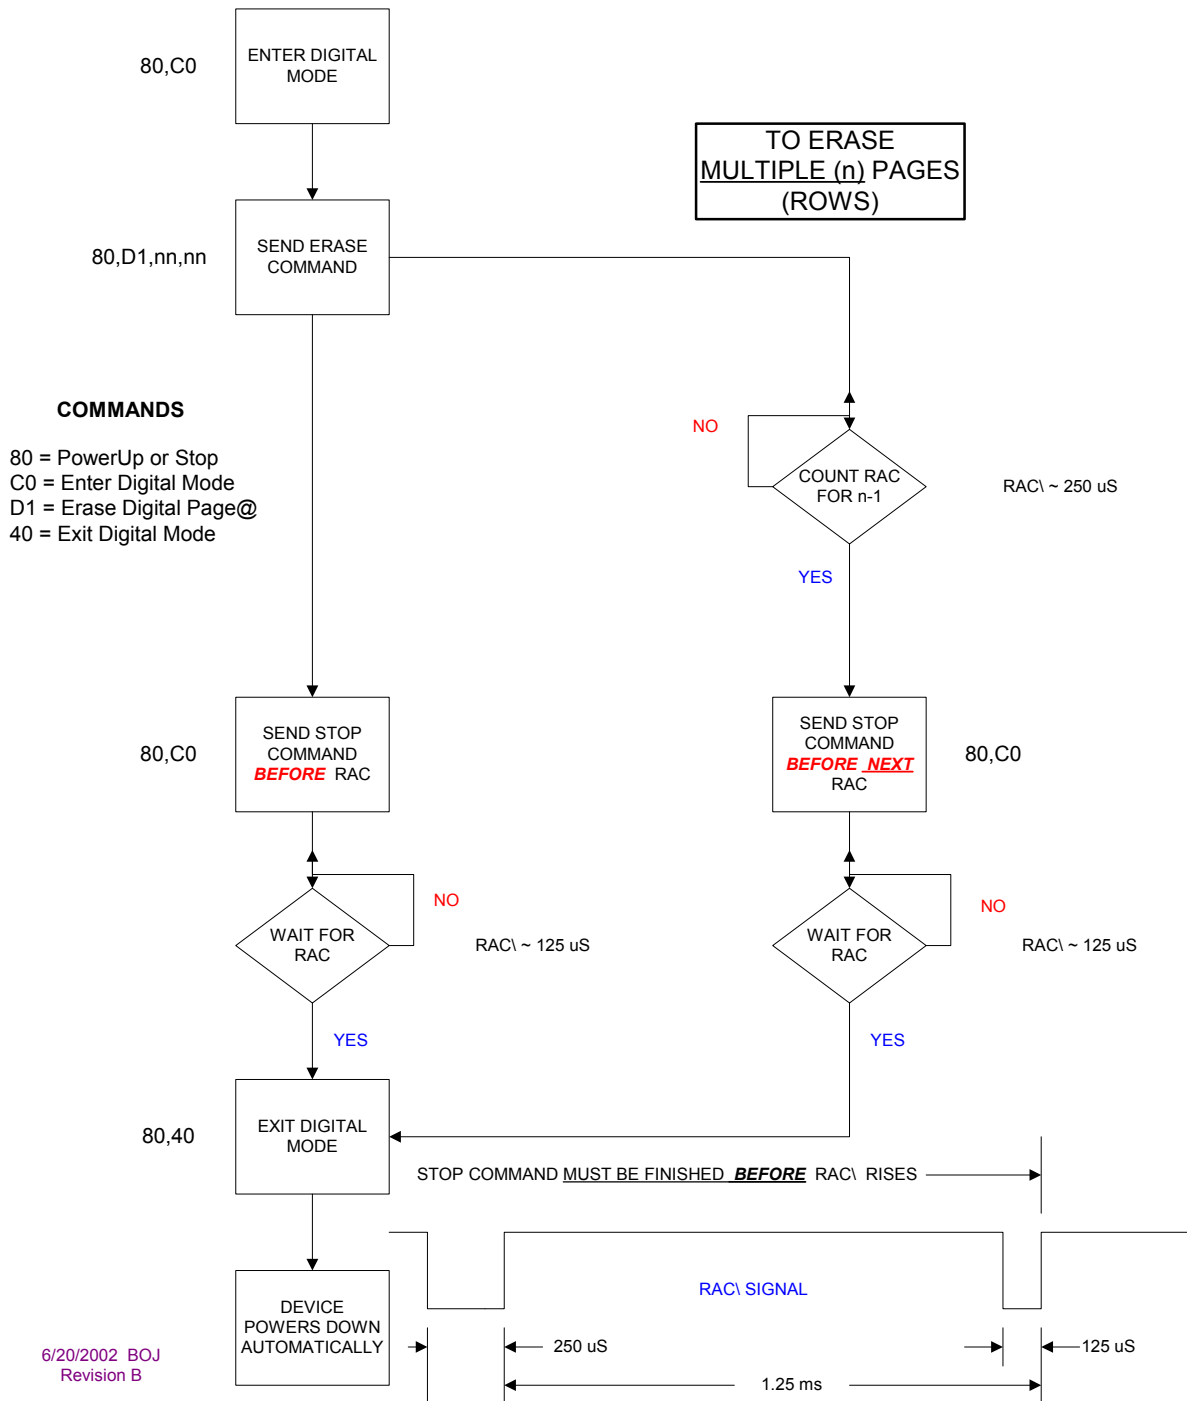 80,C0
ENTER DIGITAL
MODE
TO ERASE
MULTIPLE (n) PAGES
(ROWS)
80,D1,nn,nn
SEND ERASE
COMMAND
COMMANDS
80 = PowerUp or Stop
C0 = Enter Digital Mode
D1 = Erase Digital Page@
40 = Exit Digital Mode
NO
COUNT RAC
FOR n-1
RAC\ ~ 250 uS
YES
80,C0
SEND STOP
COMMAND
BEFORE RAC
SEND STOP
COMMAND
BEFORE NEXT
RAC
80,C0
WAIT FOR
RAC
NO
RAC\ ~ 125 uS
YES
WAIT FOR
RAC
NO
RAC\ ~ 125 uS
YES
80,40
EXIT DIGITAL
MODE
STOP COMMAND MUST BE FINISHED BEFORE RAC\ RISES
DEVICE
POWERS DOWN
AUTOMATICALLY
RAC\ SIGNAL
250 uS
125 uS
1.25 ms
6/20/2002 BOJ
Revision B